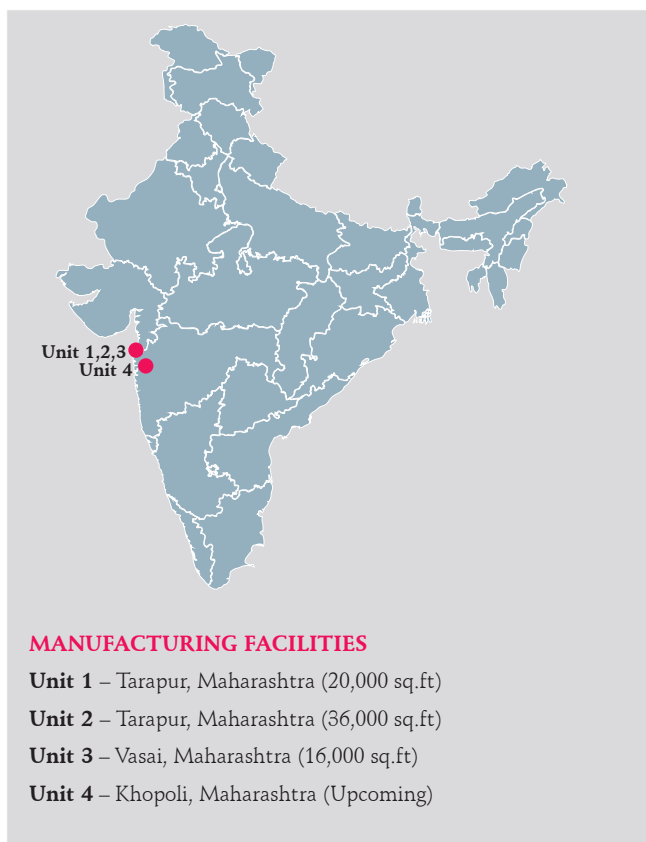 Unit 1,2,3
Unit 4
MANUFACTURING FACILITIES
Unit 1 – Tarapur, Maharashtra (20,000 sq.ft)
Unit 2 – Tarapur, Maharashtra (36,000 sq.ft)
Unit 3 – Vasai, Maharashtra (16,000 sq.ft)
Unit 4 – Khopoli, Maharashtra (Upcoming)